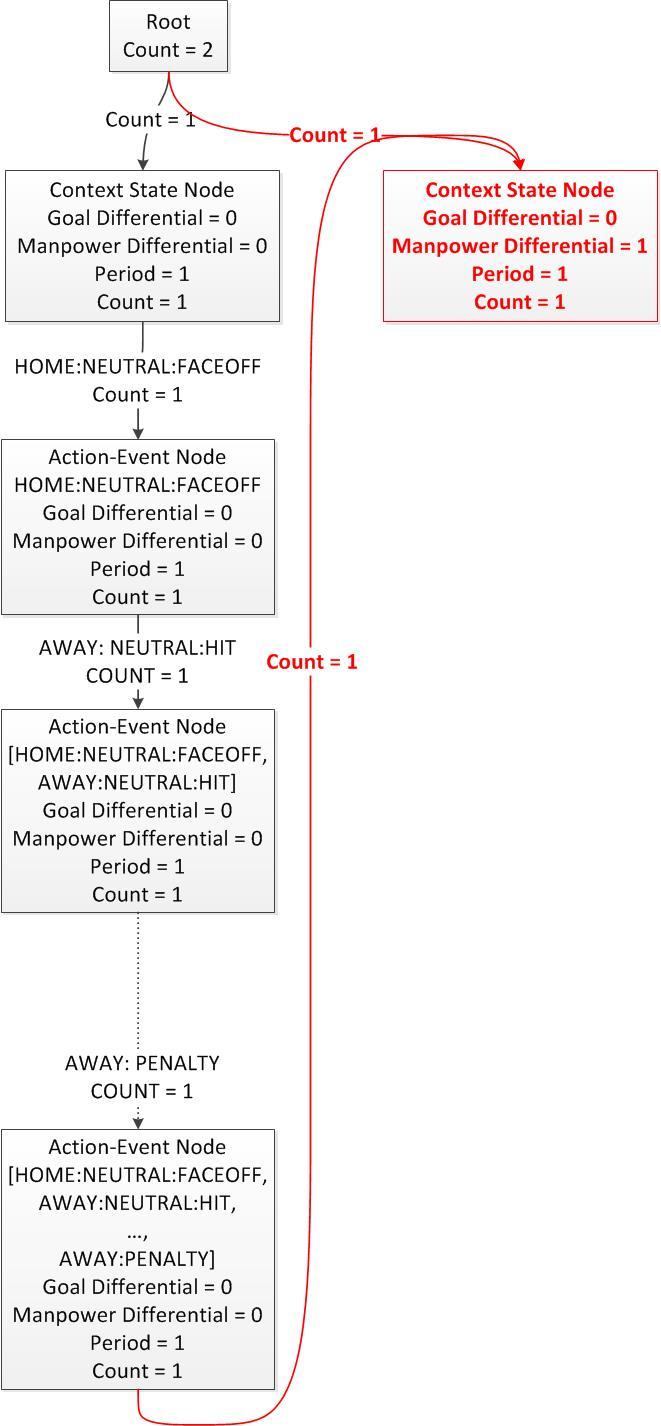 Root
Count = 2
Count = 1
Count = 1
Context State Node
Goal Differential = 0
Manpower Differential = 0
Period = 1
Count = 1
Context State Node
Goal Differential = 0
Manpower Differential = 1
Period = 1
Count = 1
HOME:NEUTRAL:FACEOFF
Count = 1
Action-Event Node
HOME:NEUTRAL:FACEOFF
Goal Differential = 0
Manpower Differential = 0
Period = 1
Count = 1
AWAY: NEUTRAL:HIT
COUNT = 1
Count = 1
Action-Event Node
[HOME:NEUTRAL:FACEOFF,
AWAY:NEUTRAL:HIT]
Goal Differential = 0
Manpower Differential = 0
Period = 1
Count = 1
AWAY: PENALTY
COUNT = 1
Action-Event Node
[HOME:NEUTRAL:FACEOFF,
AWAY:NEUTRAL:HIT,
...,
AWAY:PENALTY]
Goal Differential = 0
Manpower Differential = 0
Period = 1
Count = 1